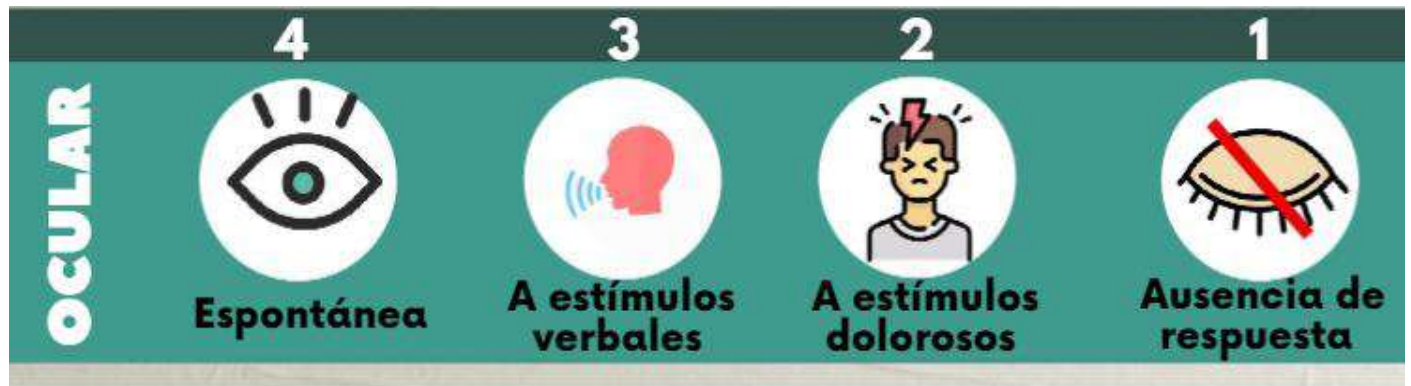 4 3 2 1
OCULAR
Espontánea
A estímulos
verbales
A estímulos
dolorosos
Ausencia de
respuesta